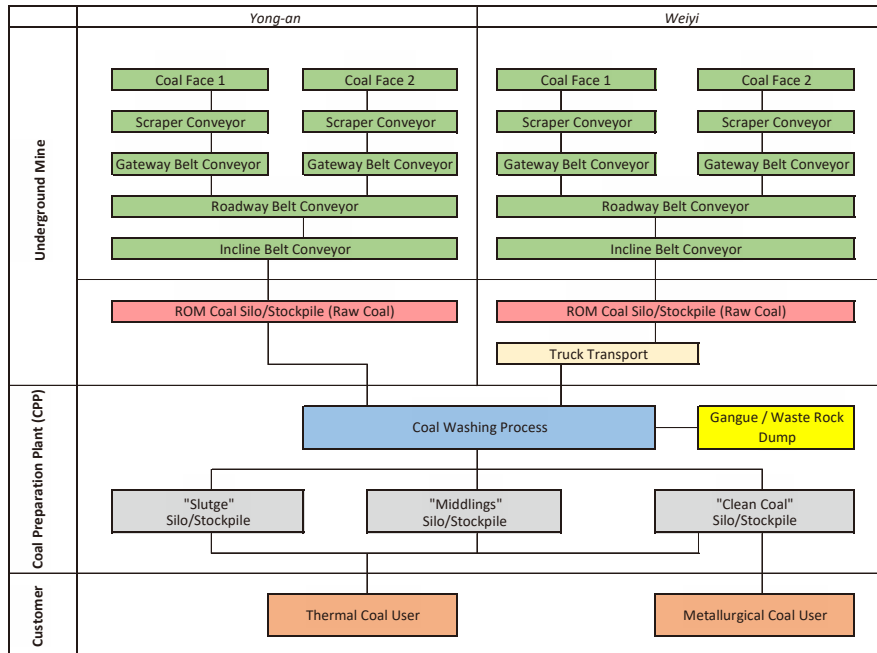 Yong-an
Weiyi
Underground Mine
Coal Face 1
Coal Face 2
Coal Face 1
Coal Face 2
Scraper Conveyor
Scraper Conveyor
Scraper Conveyor
Scraper Conveyor
Gateway Belt Conveyor
Gateway Belt Conveyor
Gateway Belt Conveyor
Gateway Belt Conveyor
Roadway Belt Conveyor
Roadway Belt Conveyor
Incline Belt Conveyor
Incline Belt Conveyor
ROM Coal Silo/Stockpile (Raw Coal)
ROM Coal Silo/Stockpile (Raw Coal)
Truck Transport
Coal Preparation Plant (CPP)
Coal Washing Process
Gangue / Waste Rock
Dump
"Slutge"
Silo/Stockpile
"Middlings"
Silo/Stockpile
"Clean Coal"
Silo/Stockpile
Customer
Thermal Coal User
Metallurgical Coal User